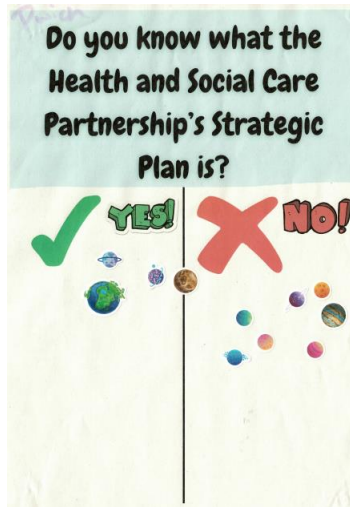 Do you know what the
Health and Social Care
Partnership's Strategic
Plan is?
YES!
NO!